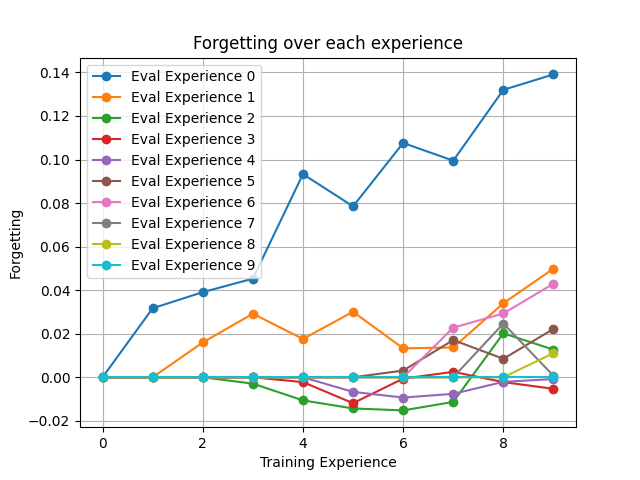 Forgetting over each experience
0.14
0.12
0.10
0.08
0.06
0.04
0.02
0.00
−0.02
Forgetting
Eval Experience 0
Eval Experience 1
Eval Experience 2
Eval Experience 3
Eval Experience 4
Eval Experience 5
Eval Experience 6
Eval Experience 7
Eval Experience 8
Eval Experience 9
0 2 4 6 8
Training Experience